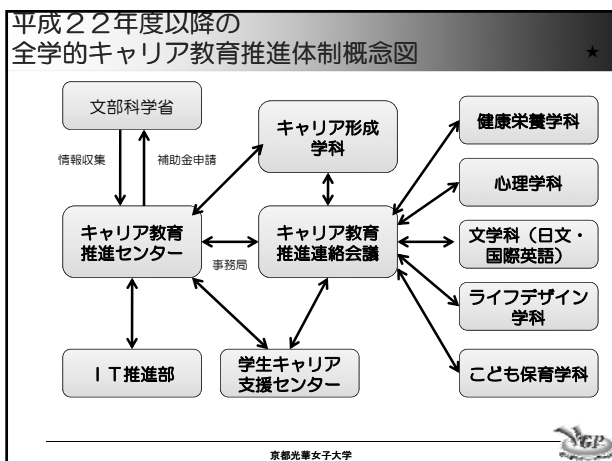 平成２２年度以降の
全学的キャリア教育推進体制概念図
★
文部科学省
キャリア形成
学科
健康栄養学科
情報収集
補助金申請
心理学科
キャリア教育
推進センター
事務局
キャリア教育
推進連絡会議
文学科（日文・
国際英語）
ライフデザイン
学科
ＩＴ推進部
学生キャリア
支援センター
こども保育学科
京都光華女子大学
GP